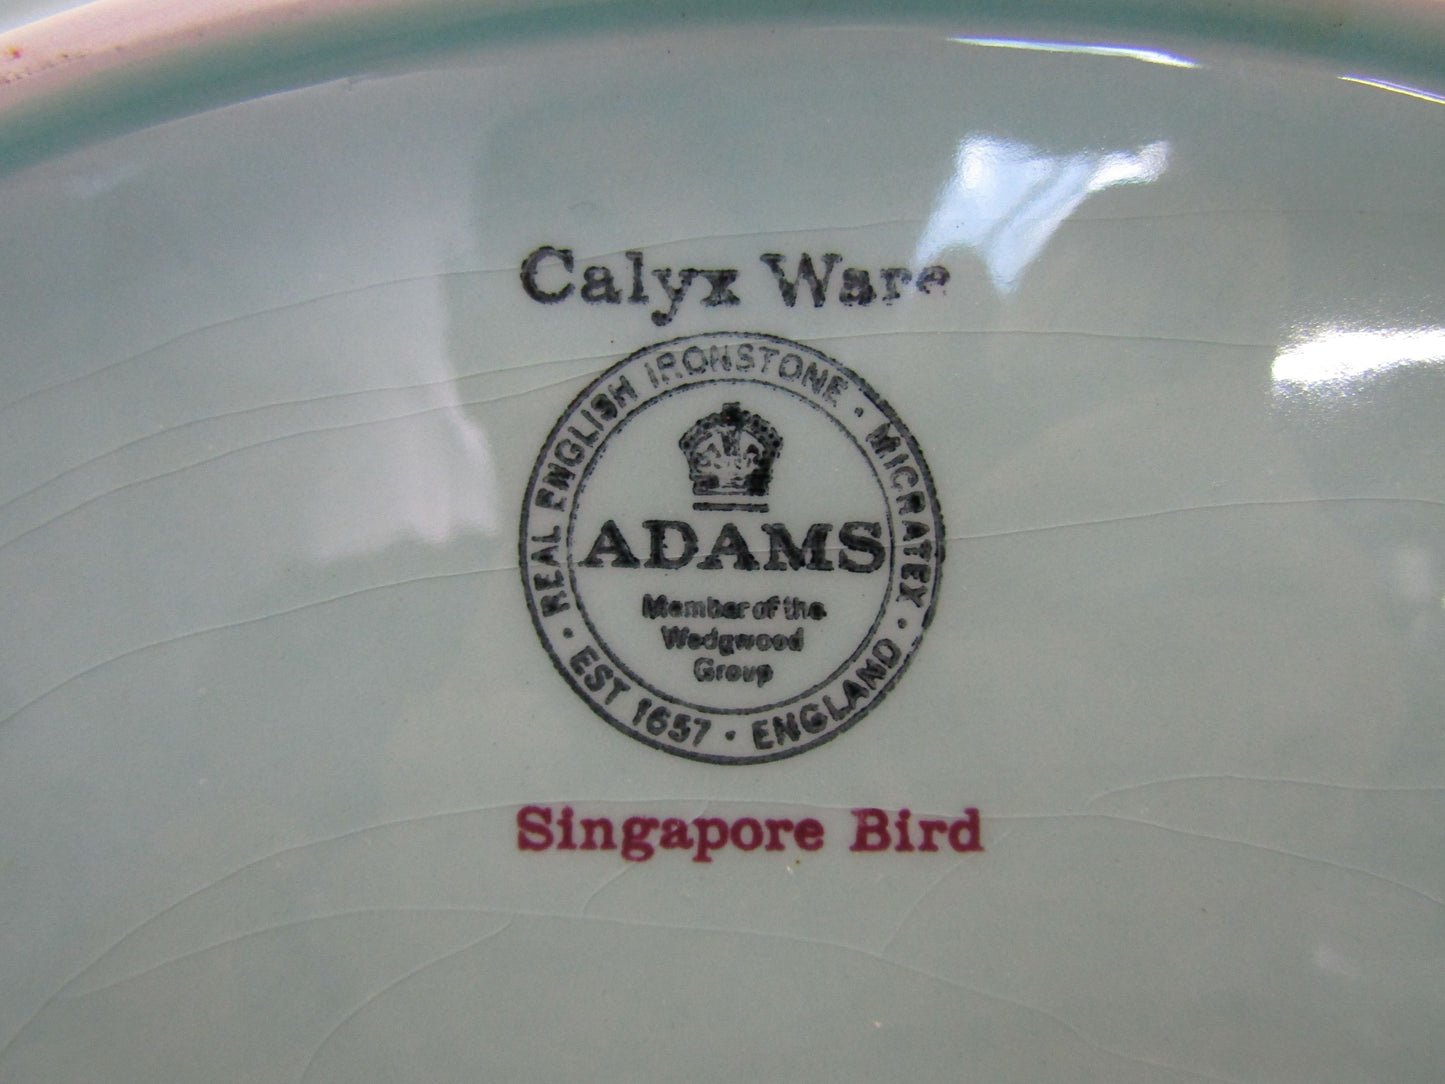 Calyx Ware
REAL ENGLISH IRONSTONE · MICRATEX ·
ADAMS
Member of the
Wedgwood
Group
· EST 1657 · ENGLAND
Singapore Bird